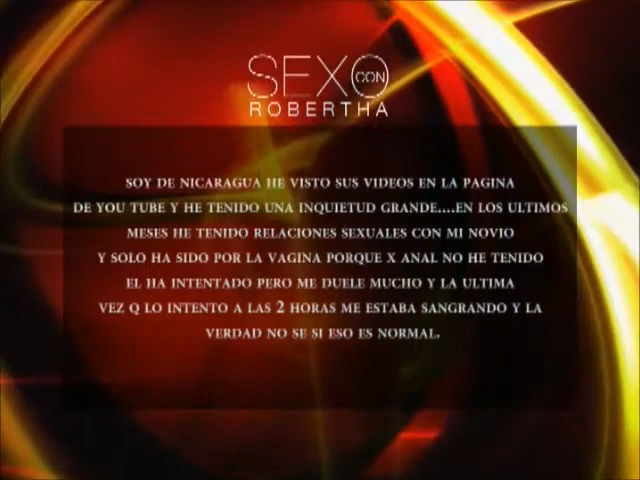 SEXO
CON
ROBERTHA
SOY DE NICARAGUA HE VISTO SUS VIDEOS EN LA PAGINA
DE YOU TUBE Y HE TENIDO UNA INQUIETUD GRANDE....EN LOS ULTIMOS
MESES HE TENIDO RELACIONES SEXUALES CON MI NOVIO
Y SOLO HA SIDO POR LA VAGINA PORQUE X ANAL NO HE TENIDO
EL HA INTENTADO PERO ME DUELE MUCHO Y LA ULTIMA
VEZ Q LO INTENTO A LAS 2 HORAS ME ESTABA SANGRANDO Y LA
VERDAD NO SE SI ESO ES NORMAL.